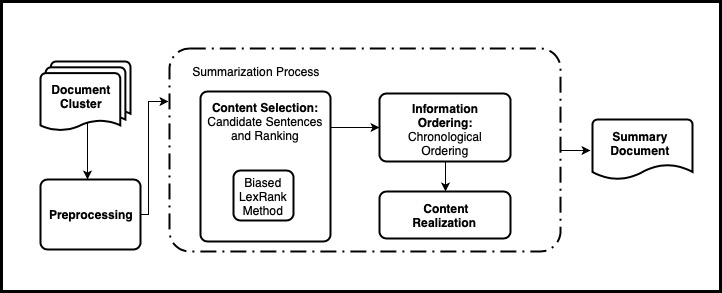 Document
Cluster
Preprocessing
Summarization Process
Content Selection:
Candidate Sentences
and Ranking
Biased
LexRank
Method
Information
Ordering:
Chronological
Ordering
Content
Realization
Summary
Document